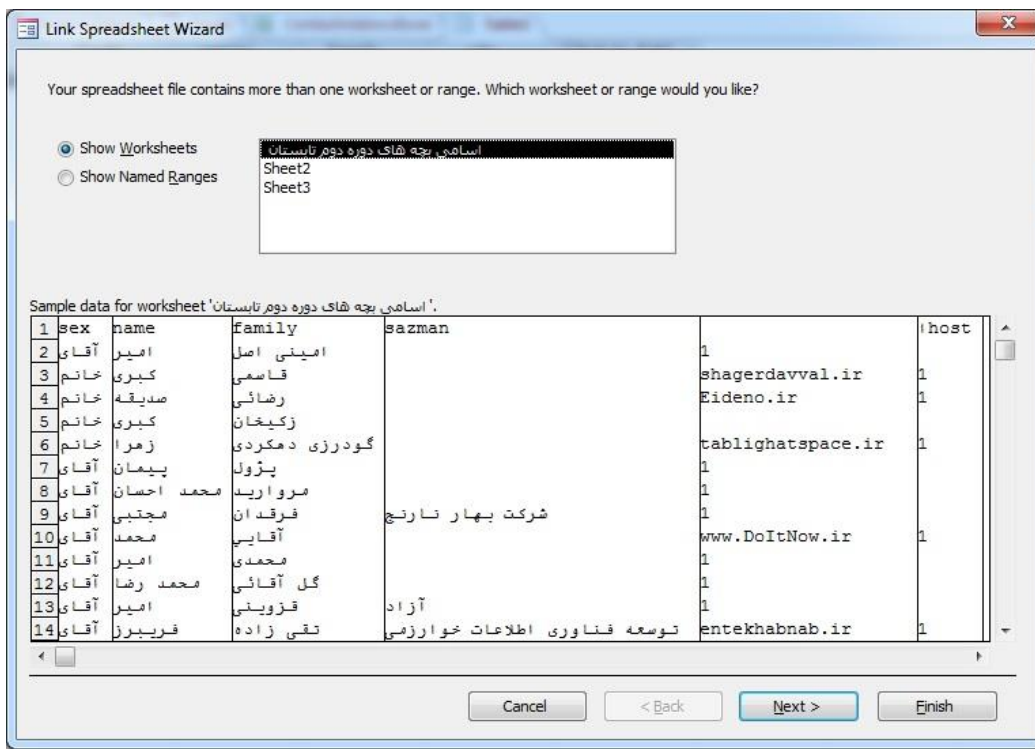 Link Spreadsheet Wizard
Your spreadsheet file contains more than one worksheet or range. Which worksheet or range would you like?
Show Worksheets
Show Named Ranges
اسامی بچه های دوره دوم تابستان
Sheet2
Sheet3
Sample data for worksheet 'اسامی بچه های دوره دوم تابستان '.
1 sex name family sazman host
2 آقای امیر امینی اصل 1
3 خانم کبری قاسمی shagerdavval.ir 1
4 خانم صدیقه رضائی Eideno.ir 1
5 خانم کبری زکیخان
6 خانم زهرا گودرزی دهکردی tablighatspace.ir 1
7 آقای پیمان پژول 1
8 آقای محمد احسان مروارید 1
9 آقای مجتبی فرقدان شرکت بهار نارنج 1
10 آقای محمد آقایي www.DoItNow.ir 1
11 آقای امیر محمدی 1
12 آقای محمد رضا گل آقائی 1
13 آقای امیر قزوینی آزاد 1
14 آقای فریبرز تقی زاده توسعه فناوری اطلاعات خوارزمی entekhabnab.ir 1
Cancel
< Back
Next >
Finish